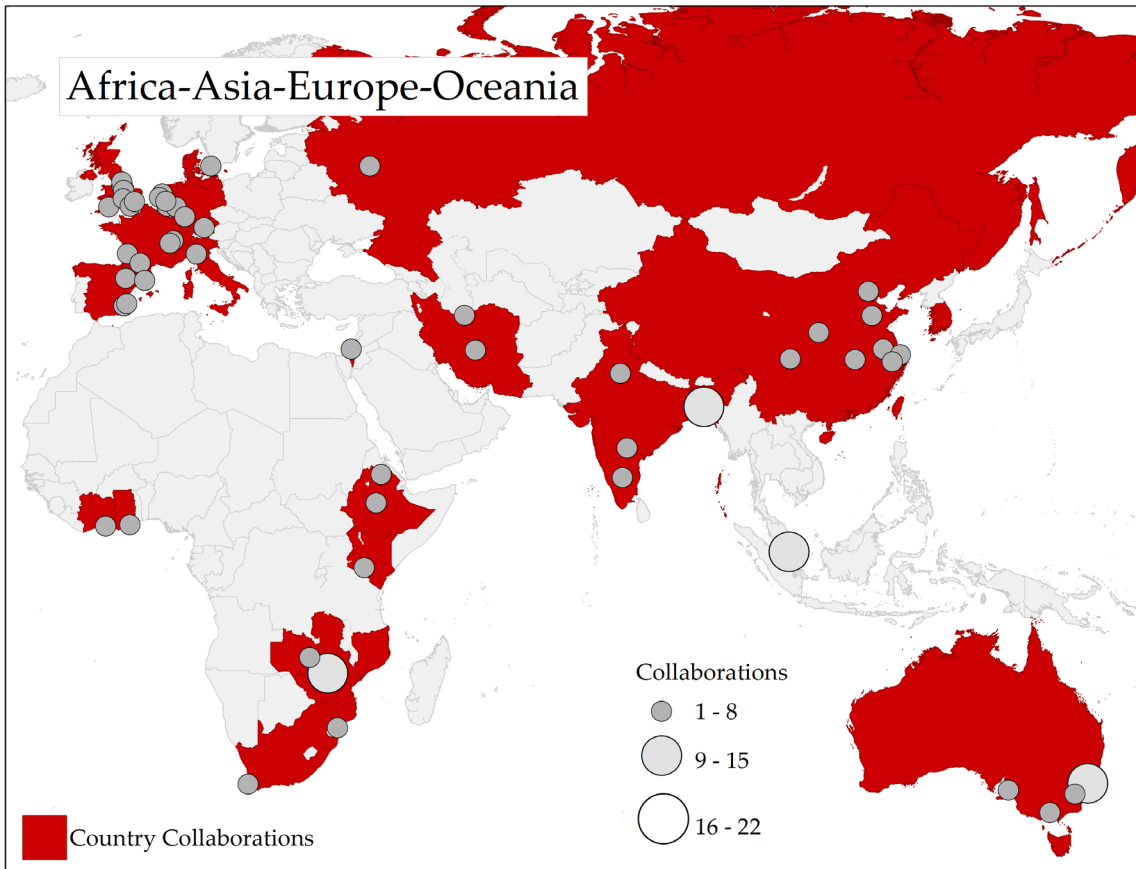 Africa-Asia-Europe-Oceania
Collaborations
1 - 8
9 - 15
16 - 22
Country Collaborations